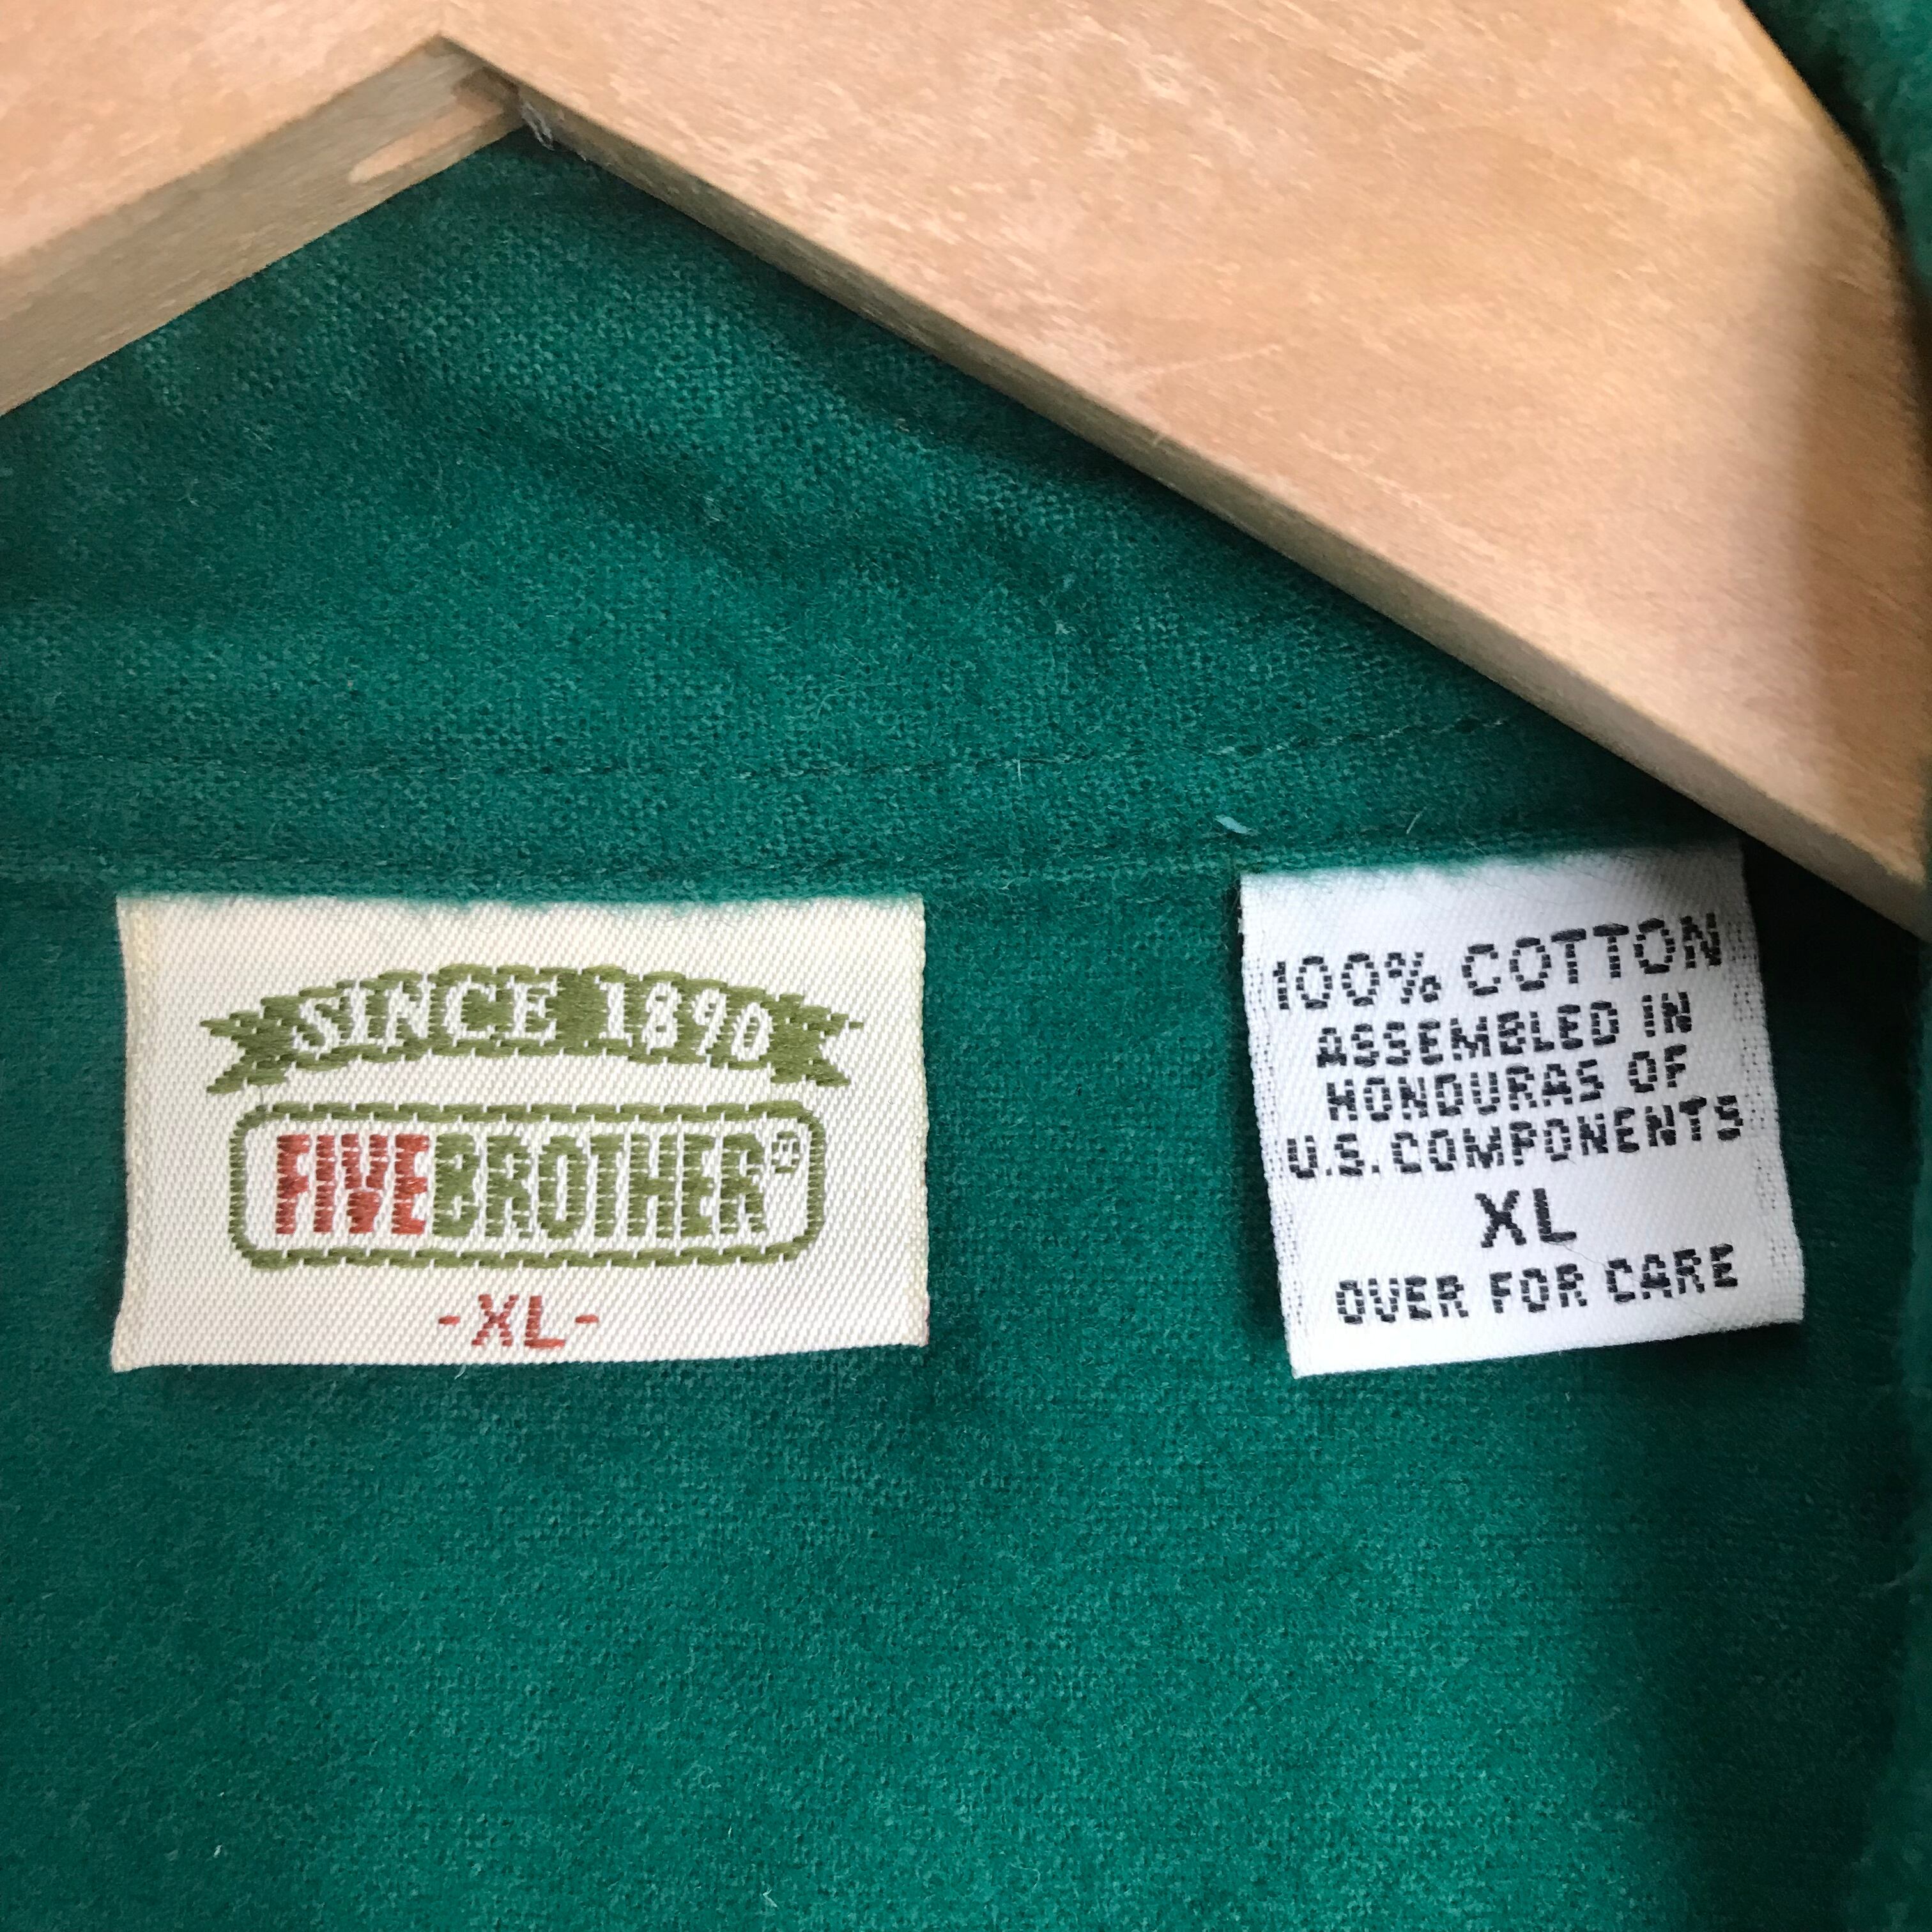 SINCE 1890
FIVEBROTHER®
-XL-
100% COTTON
ASSEMBLED IN
HONDURAS OF
U.S. COMPONENTS
XL
OVER FOR CARE